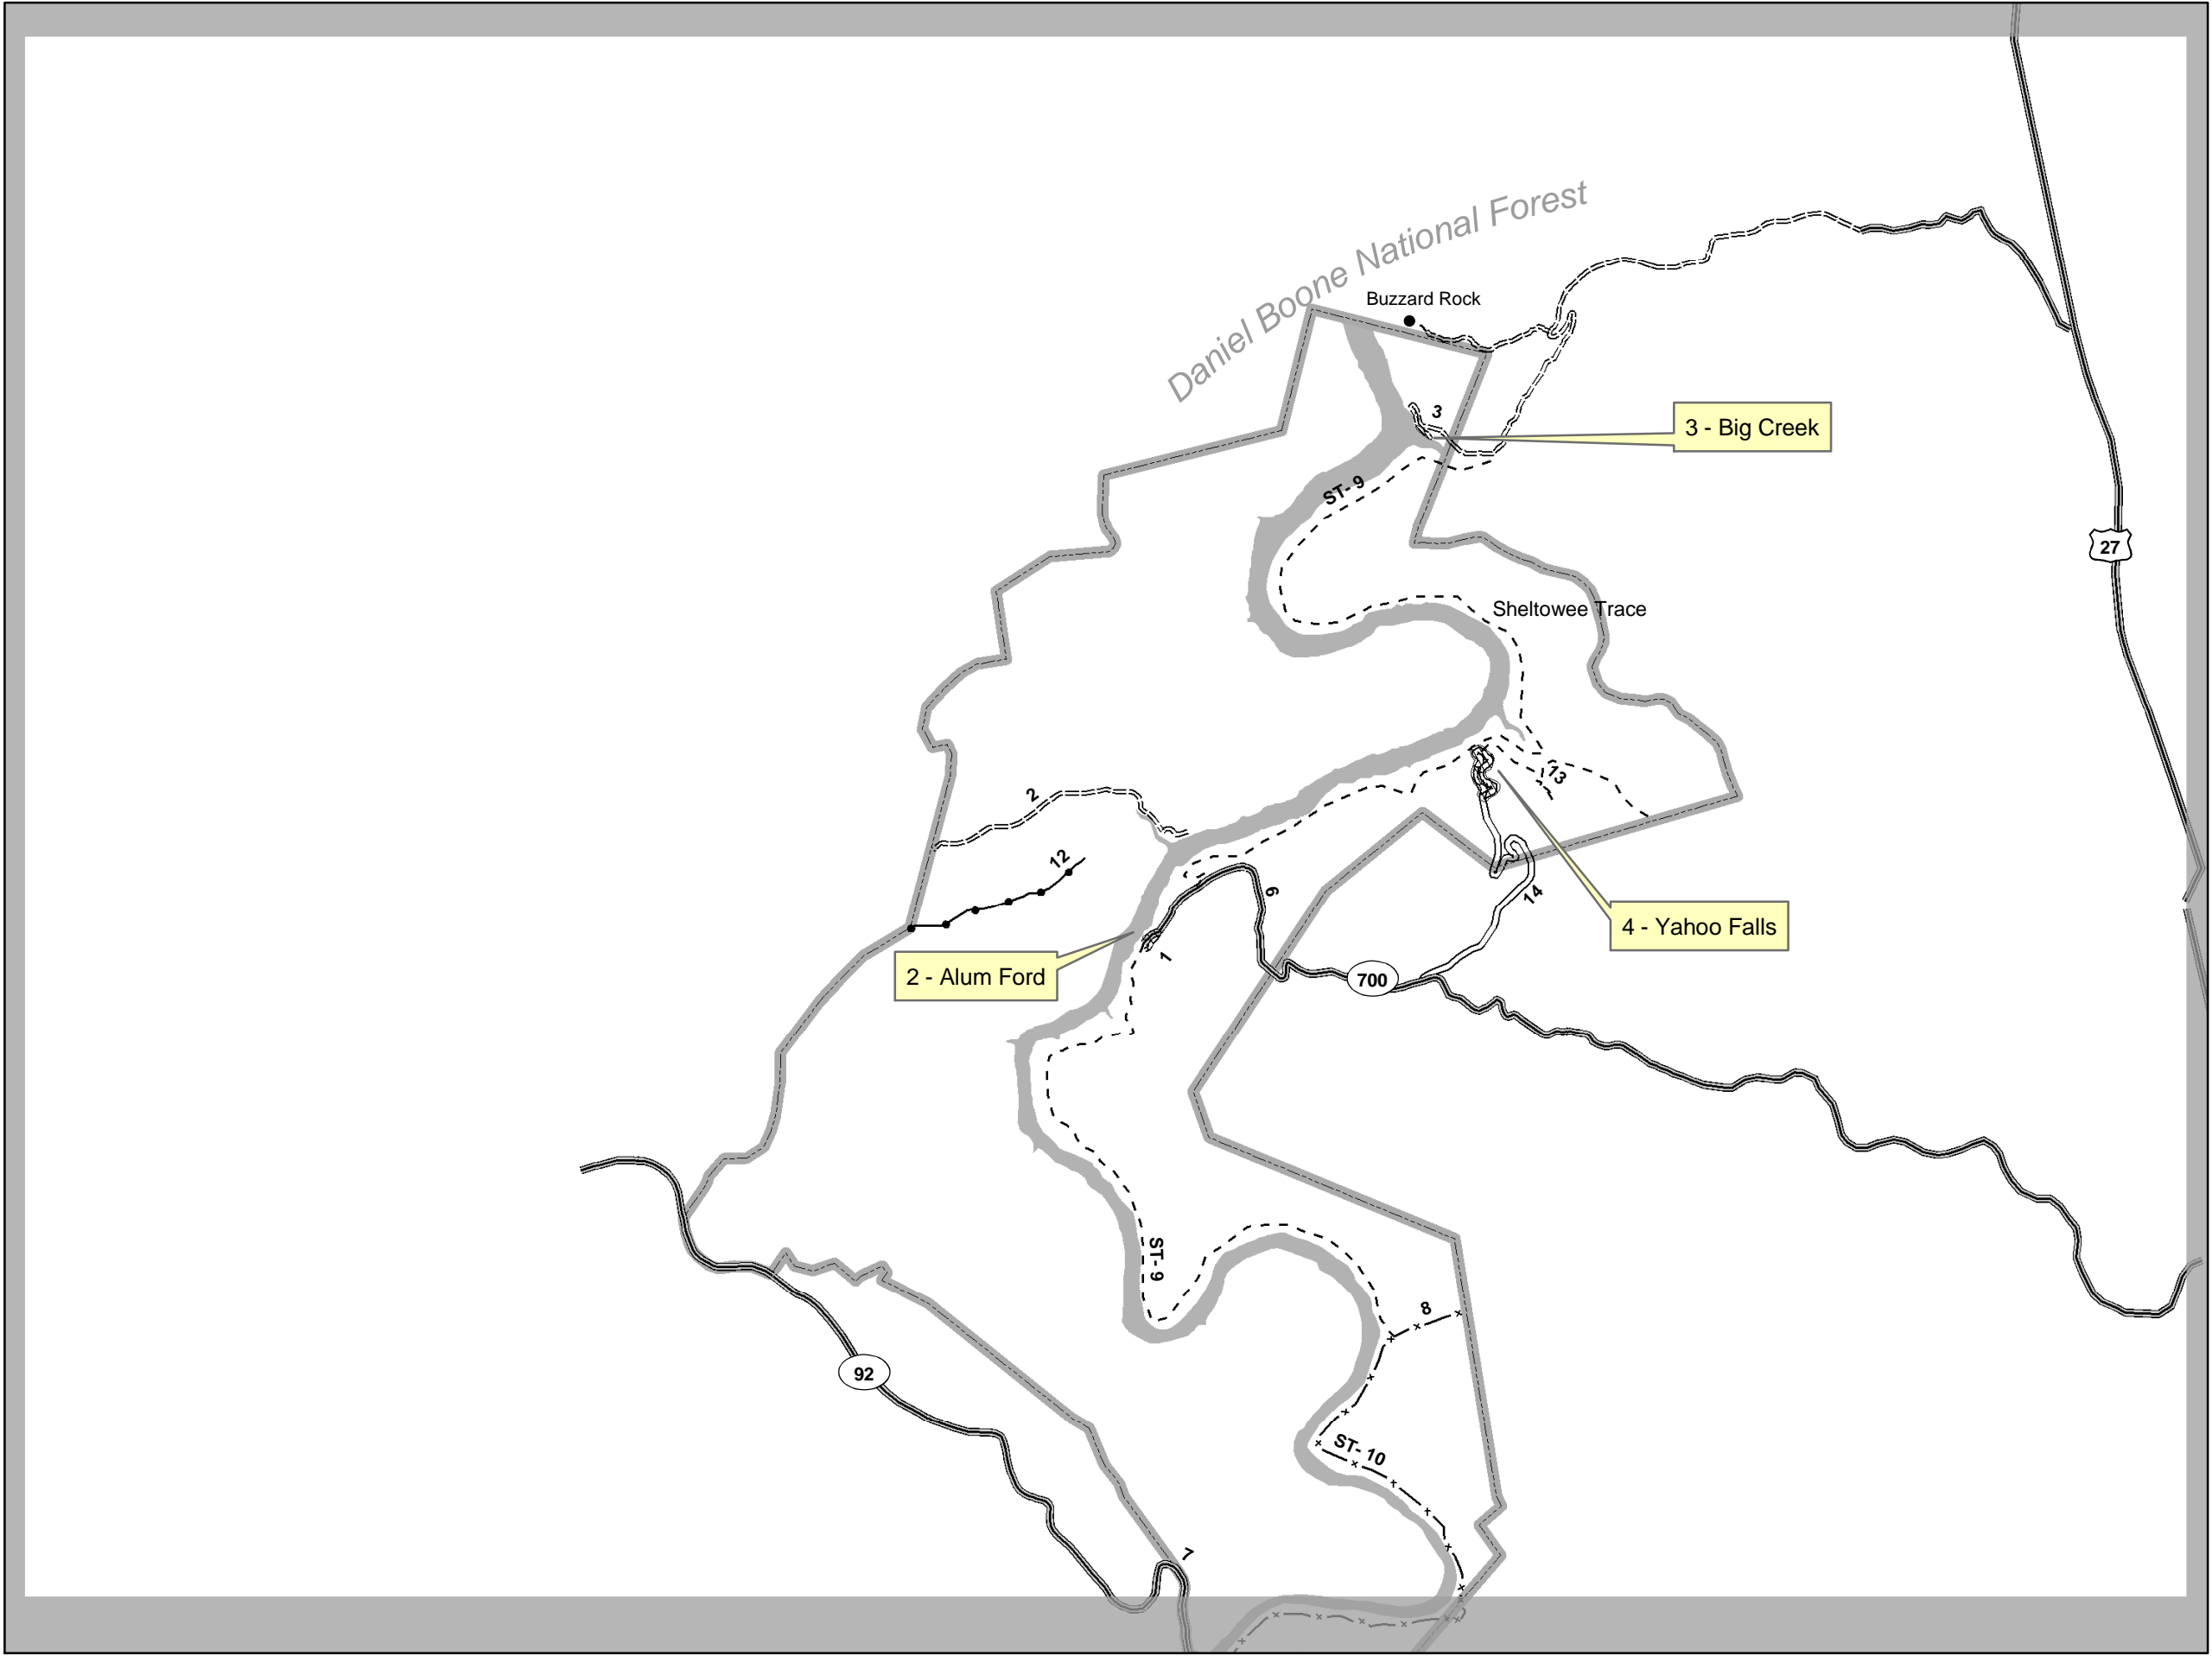 Daniel Boone National Forest
Buzzard Rock
3
3 - Big Creek
ST- 9
27
Sheltowee Trace
13
2
12
6
14
4 - Yahoo Falls
1
2 - Alum Ford
700
ST- 9
8
92
ST- 10
7